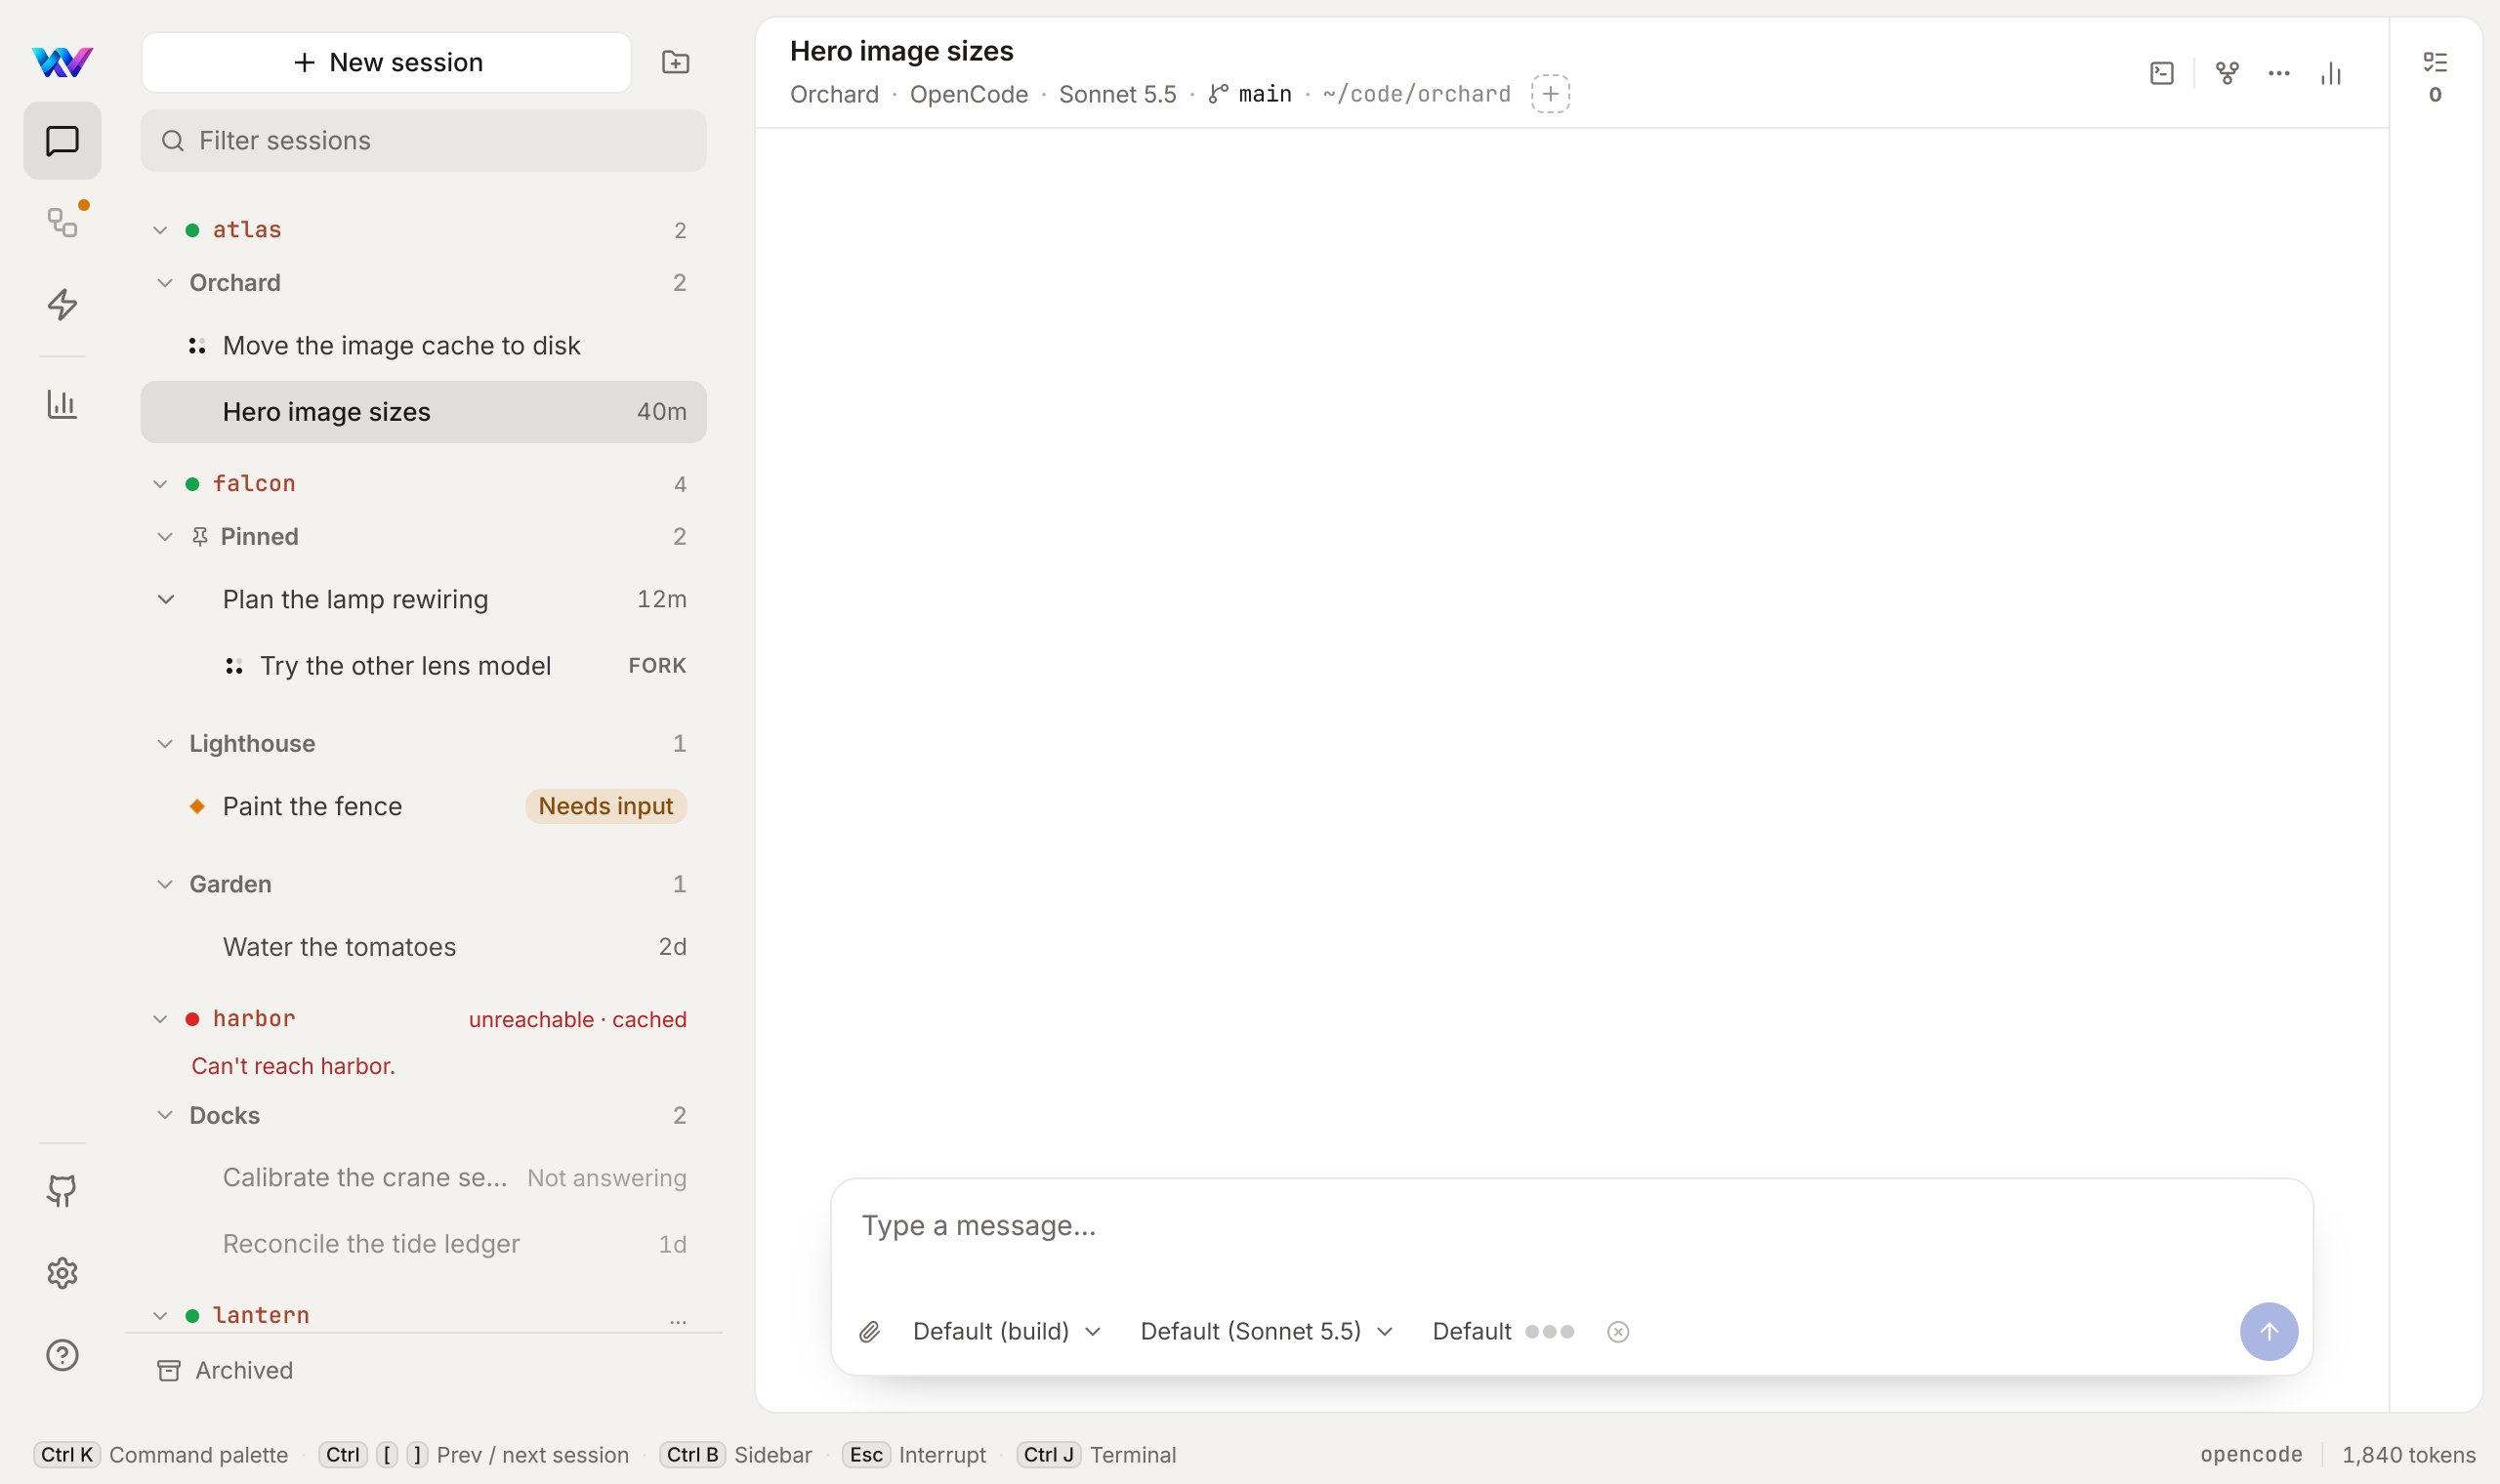 New session
Filter sessions
atlas 2
Orchard 2
Move the image cache to disk
Hero image sizes 40m
falcon 4
Pinned 2
Plan the lamp rewiring 12m
Try the other lens model FORK
Lighthouse 1
Paint the fence Needs input
Garden 1
Water the tomatoes 2d
harbor unreachable · cached
Can't reach harbor.
Docks 2
Calibrate the crane se... Not answering
Reconcile the tide ledger 1d
lantern ...
Archived
Hero image sizes
Orchard · OpenCode · Sonnet 5.5 · main · ~/code/orchard
0
Type a message...
Default (build) Default (Sonnet 5.5) Default
Ctrl K Command palette · Ctrl [ ] Prev / next session · Ctrl B Sidebar · Esc Interrupt · Ctrl J Terminal
opencode 1,840 tokens